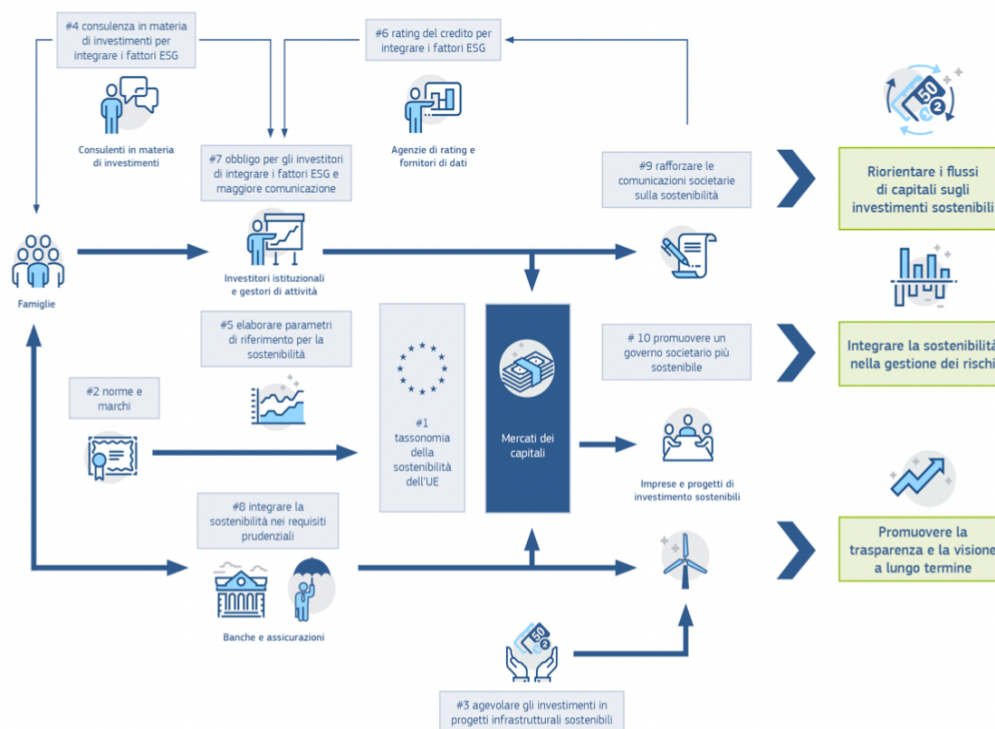 #4 consulenza in materia
di investimenti per
integrare i fattori ESG
#6 rating del credito per
integrare i fattori ESG
Consulenti in materia
di investimenti
#7 obbligo per gli investitori
di integrare i fattori ESG e
maggiore comunicazione
Agenzie di rating e
fornitori di dati
#9 rafforzare le
comunicazioni societarie
sulla sostenibilità
Riorientare i flussi
di capitali sugli
investimenti sostenibili
Famiglie
Investitori istituzionali
e gestori di attività
#5 elaborare parametri
di riferimento per la
sostenibilità
# 10 promuovere un
governo societario più
sostenibile
Integrare la sostenibilità
nella gestione dei rischi
#2 norme e
marchi
#1
tassonomia
della
sostenibilità
dell'UE
Mercati dei
capitali
Imprese e progetti di
investimento sostenibili
#8 integrare la
sostenibilità nei requisiti
prudenziali
Promuovere la
trasparenza e la visione
a lungo termine
Banche e assicurazioni
#3 agevolare gli investimenti in
progetti infrastrutturali sostenibili
50
2
50
2